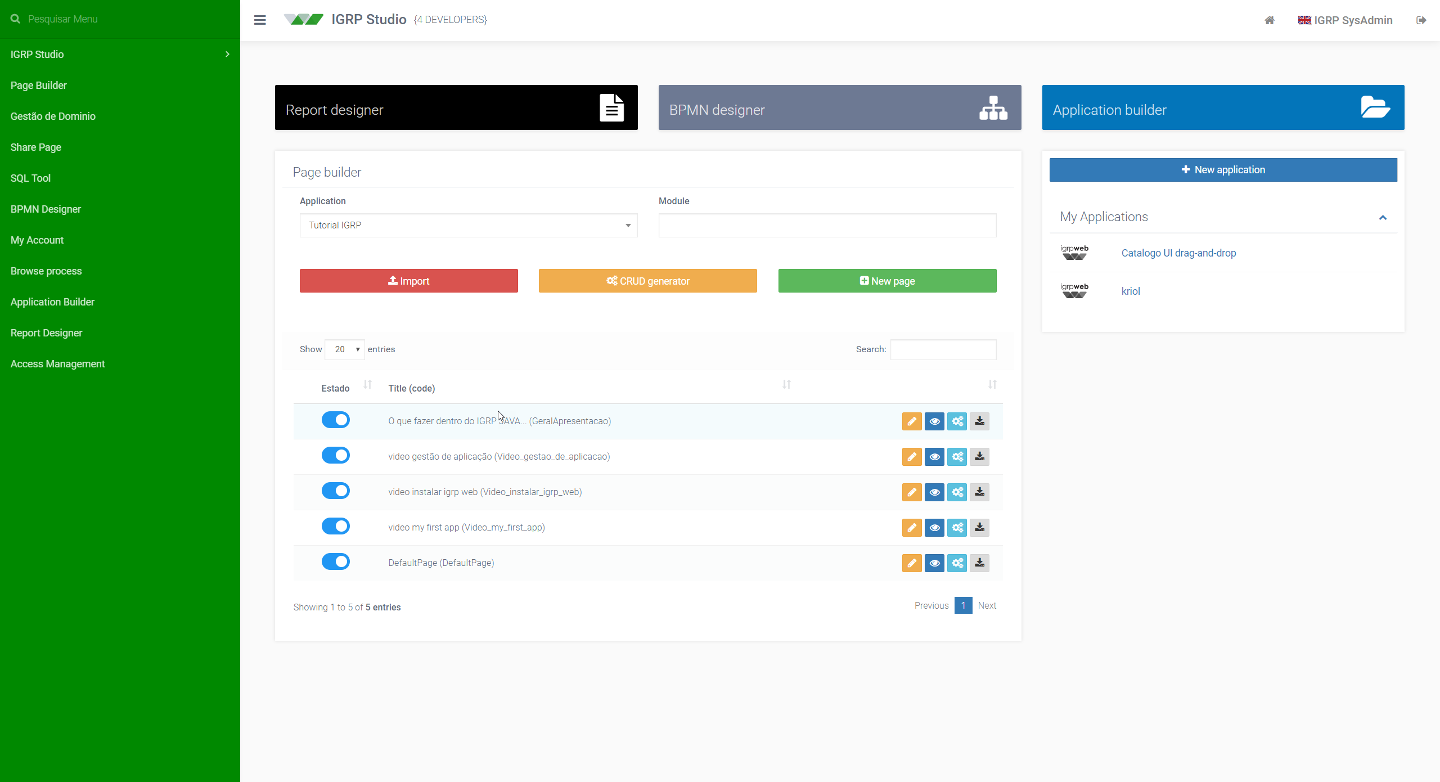 Pesquisar Menu
IGRP Studio
Page Builder
Gestão de Dominio
Share Page
SQL Tool
BPMN Designer
My Account
Browse process
Application Builder
Report Designer
Access Management
IGRP Studio {4 DEVELOPERS}
IGRP SysAdmin
Report designer
BPMN designer
Application builder
Page builder
Application
Module
Tutorial IGRP
Import
CRUD generator
New page
Show 20 entries
Search:
Estado
Title (code)
O que fazer dentro do IGRP JAVA... (GeralApresentacao)
video gestão de aplicação (Video_gestao_de_aplicacao)
video instalar igrp web (Video_instalar_igrp_web)
video my first app (Video_my_first_app)
DefaultPage (DefaultPage)
Showing 1 to 5 of 5 entries
Previous 1 Next
New application
My Applications
igrpweb
Catalogo UI drag-and-drop
igrpweb
kriol